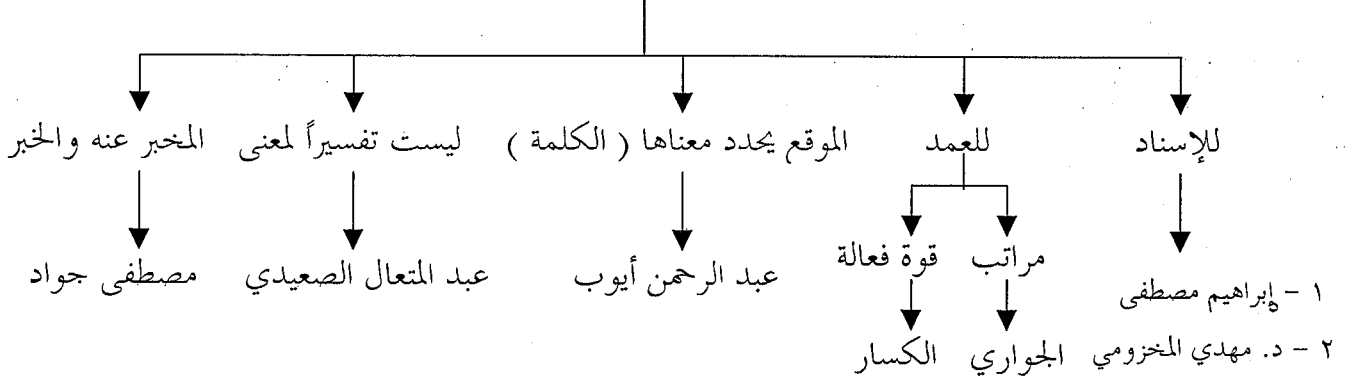 للإسناد
للعمد
الموقع يحدد معناها ( الكلمة )
ليست تفسيراً لمعنى
المخبر عنه والخبر
مراتب
قوة فعالة
١ - إبراهيم مصطفى
عبد الرحمن أيوب
عبد المتعال الصعيدي
مصطفى جواد
٢ - د. مهدي المخزومي
الجواري
الكسار